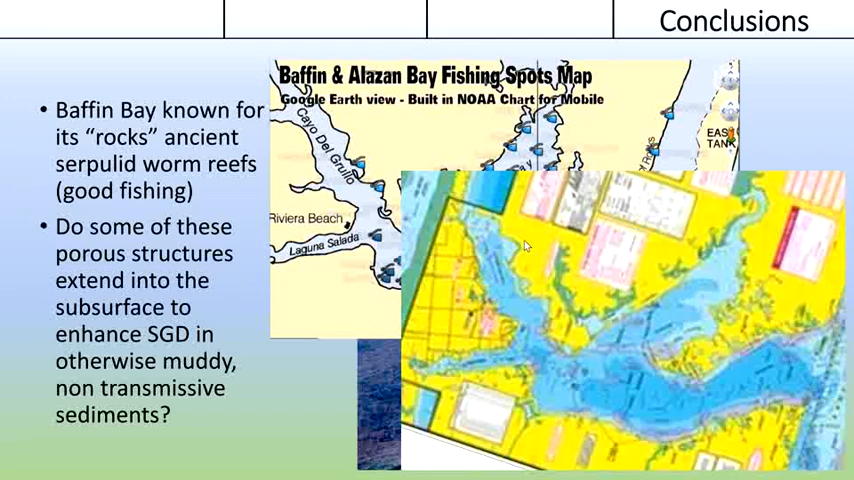 Conclusions
• Baffin Bay known for
its “rocks” ancient
serpulid worm reefs
(good fishing)
• Do some of these
porous structures
extend into the
subsurface to
enhance SGD in
otherwise muddy,
non transmissive
sediments?
Baffin & Alazan Bay Fishing Spots Map
Google Earth view - Built in NOAA Chart for Mobile
Cayo Del Grullo
EAST
TANK
Riviera Beach
Laguna Salada